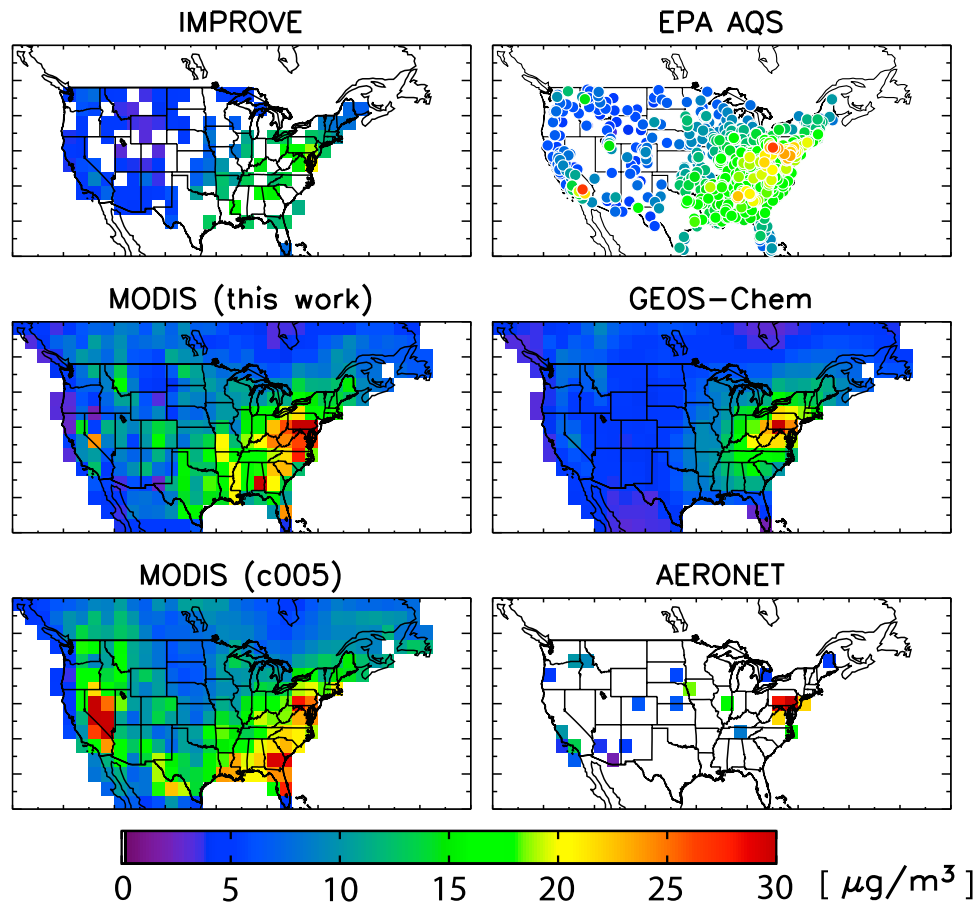 IMPROVE
EPA AQS
MODIS (this work)
GEOS-Chem
MODIS (c005)
AERONET
0 5 10 15 20 25 30 [ μg/m³ ]